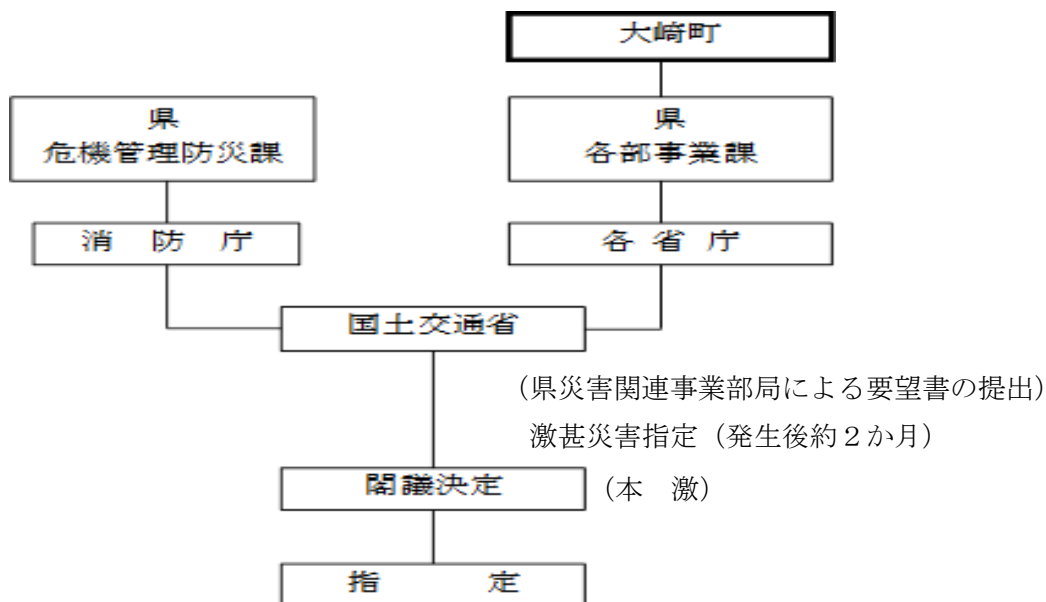 大崎町
県
危機管理防災課
県
各部事業課
消 防 庁
各 省 庁
国土交通省
（県災害関連事業部局による要望書の提出）
激甚災害指定（発生後約２か月）
閣議決定
（本　激）
指　　　定